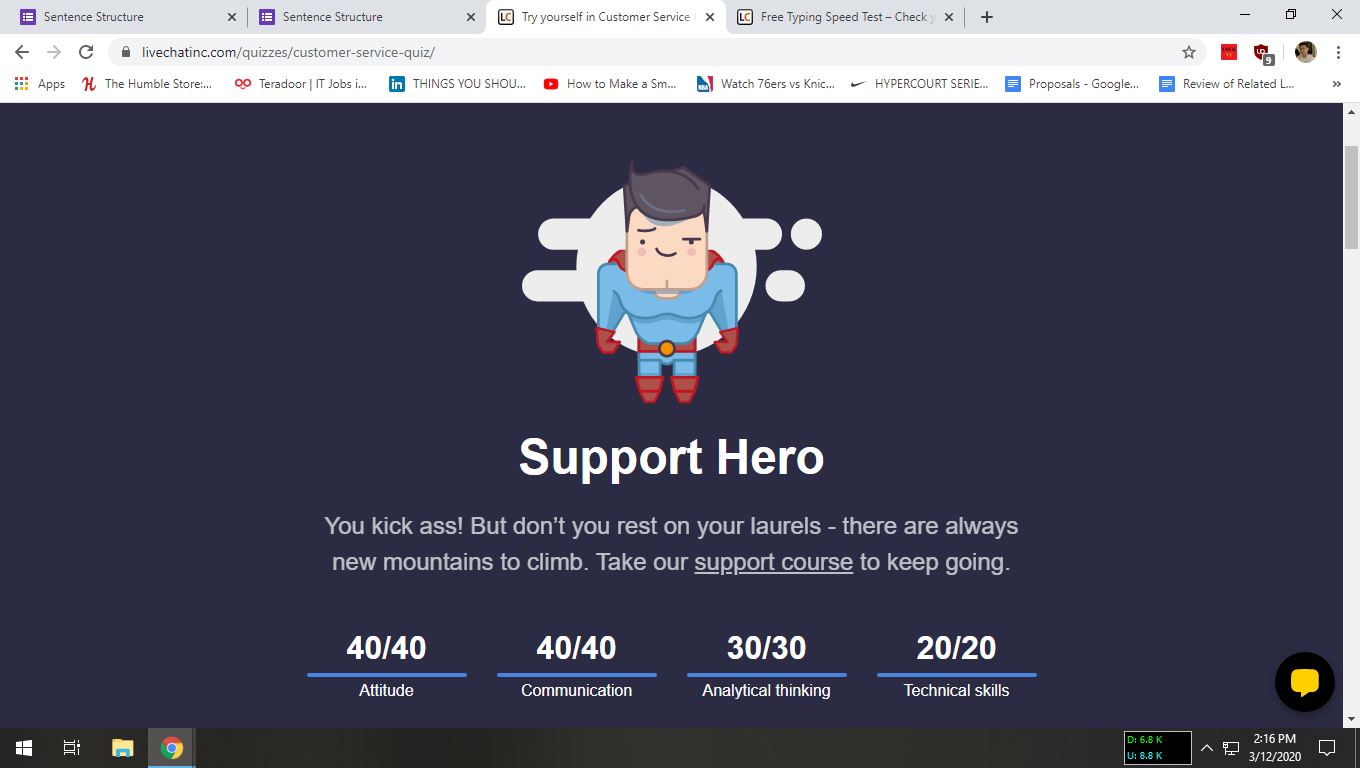 Sentence Structure
Sentence Structure
Try yourself in Customer Service
LC Free Typing Speed Test – Check
livechatinc.com/quizzes/customer-service-quiz/
9
Apps
The Humble Store:...
Teradoor | IT Jobs i...
THINGS YOU SHOU...
How to Make a Sm...
Watch 76ers vs Knic...
HYPERCOURT SERIE...
Proposals - Google...
Review of Related L...
Support Hero
You kick ass! But don’t you rest on your laurels - there are always
new mountains to climb. Take our support course to keep going.
40/40
Attitude
40/40
Communication
30/30
Analytical thinking
20/20
Technical skills
D: 6.8 K
U: 8.8 K
2:16 PM
3/12/2020